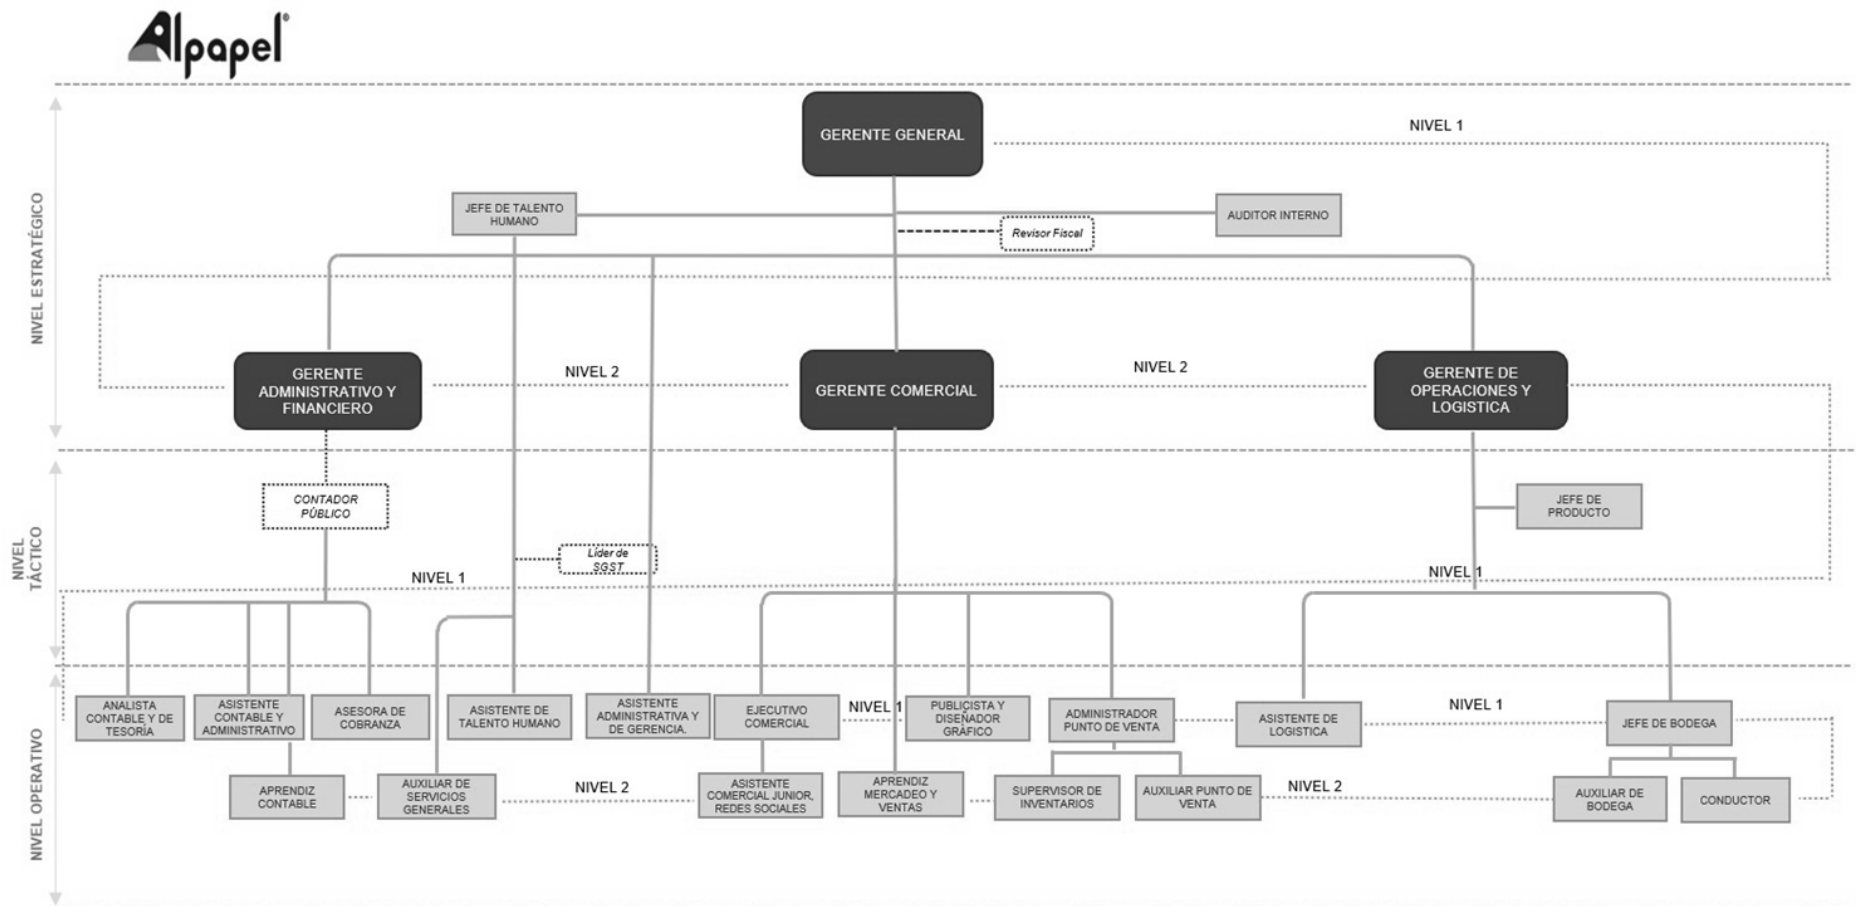 Alpapel®
GERENTE GENERAL
NIVEL 1
NIVEL ESTRATÉGICO
JEFE DE TALENTO
HUMANO
AUDITOR INTERNO
Revisor Fiscal
GERENTE
ADMINISTRATIVO Y
FINANCIERO
NIVEL 2
GERENTE COMERCIAL
NIVEL 2
GERENTE DE
OPERACIONES Y
LOGISTICA
NIVEL
TÁCTICO
CONTADOR
PÚBLICO
JEFE DE
PRODUCTO
Líder de
SGST
NIVEL 1
NIVEL 1
NIVEL OPERATIVO
ANALISTA
CONTABLE Y DE
TESORÍA
ASISTENTE
CONTABLE Y
ADMINISTRATIVO
ASESORA DE
COBRANZA
ASISTENTE DE
TALENTO HUMANO
ASISTENTE
ADMINISTRATIVA Y
DE GERENCIA.
EJECUTIVO
COMERCIAL
NIVEL 1
PUBLICISTA Y
DISEÑADOR
GRÁFICO
ADMINISTRADOR
PUNTO DE VENTA
ASISTENTE DE
LOGISTICA
NIVEL 1
JEFE DE BODEGA
APRENDIZ
CONTABLE
AUXILIAR DE
SERVICIOS
GENERALES
NIVEL 2
ASISTENTE
COMERCIAL JUNIOR,
REDES SOCIALES
APRENDIZ
MERCADEO Y
VENTAS
SUPERVISOR DE
INVENTARIOS
AUXILIAR PUNTO DE
VENTA
NIVEL 2
AUXILIAR DE
BODEGA
CONDUCTOR